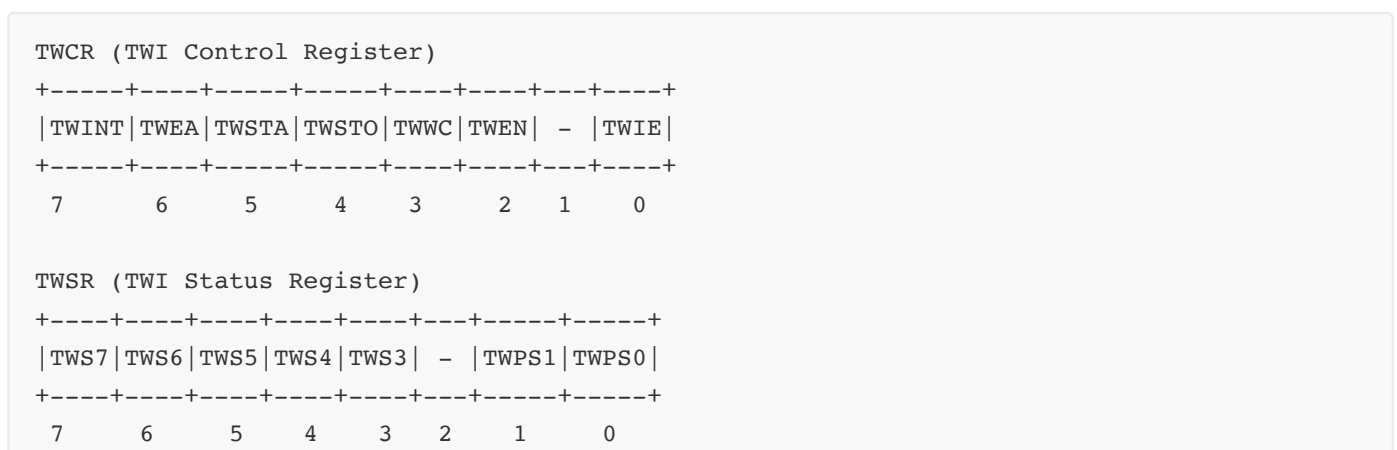 TWCR (TWI Control Register)
+-----+----+-----+-----+----+----+---+----+
|TWINT|TWEA|TWSTA|TWSTO|TWWC|TWEN| - |TWIE|
+-----+----+-----+-----+----+----+---+----+
 7      6     5     4    3     2   1    0
TWSR (TWI Status Register)
+----+----+----+----+----+---+-----+-----+
|TWS7|TWS6|TWS5|TWS4|TWS3| - |TWPS1|TWPS0|
+----+----+----+----+----+---+-----+-----+
 7     6     5    4    3   2    1     0